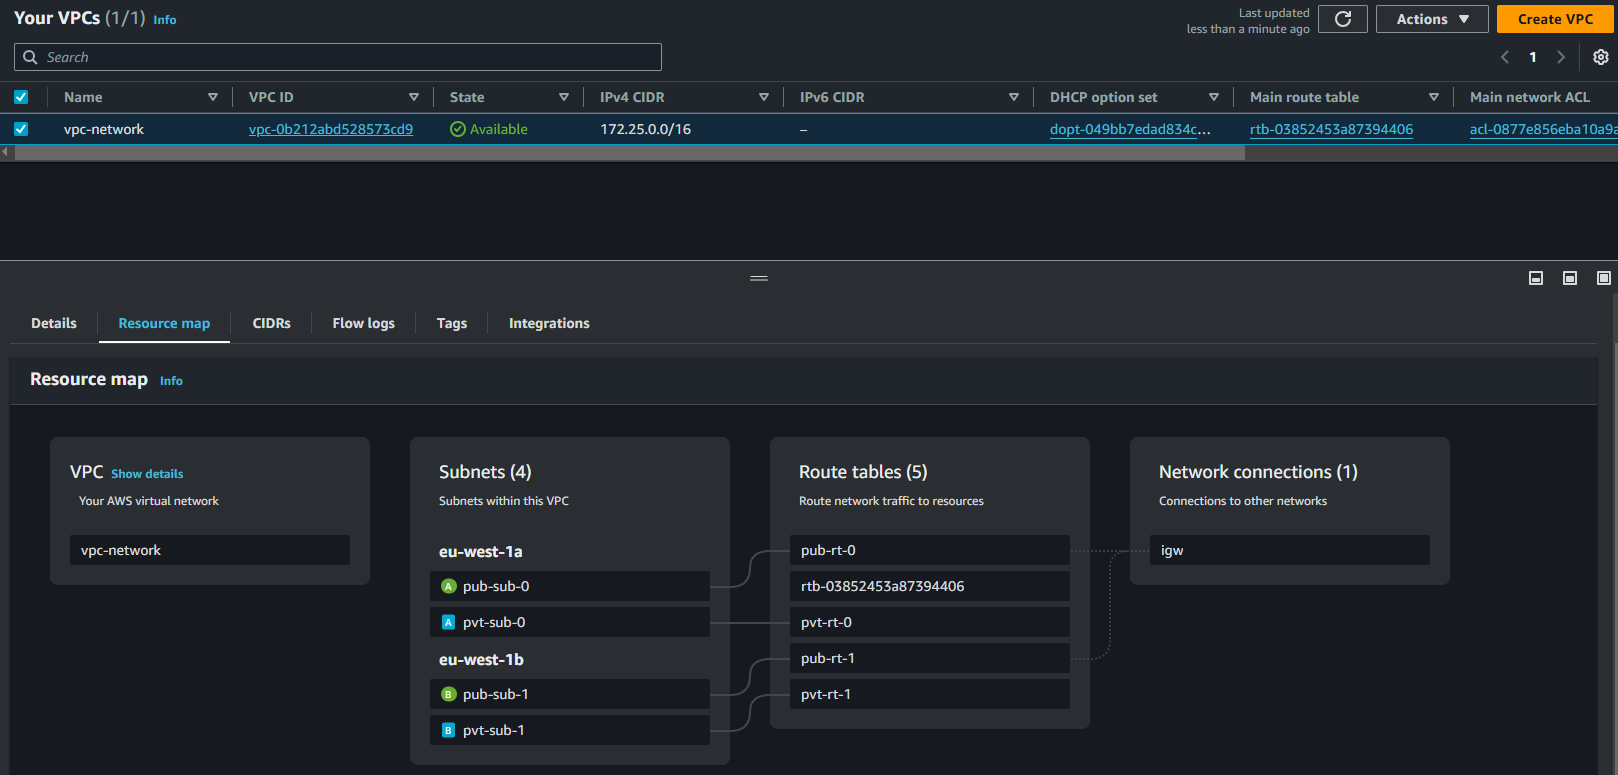 Your VPCs (1/1) Info
Last updated
less than a minute ago
Actions
Create VPC
Search
1
Name VPC ID State IPv4 CIDR IPv6 CIDR DHCP option set Main route table Main network ACL
vpc-network vpc-0b212abd528573cd9 Available 172.25.0.0/16 – dopt-049bb7edad834c... rtb-03852453a87394406 acl-0877e856eba10a9a
Details Resource map CIDRs Flow logs Tags Integrations
Resource map Info
VPC Show details
Your AWS virtual network
vpc-network
Subnets (4)
Subnets within this VPC
eu-west-1a
A pub-sub-0
A pvt-sub-0
eu-west-1b
B pub-sub-1
B pvt-sub-1
Route tables (5)
Route network traffic to resources
pub-rt-0
rtb-03852453a87394406
pvt-rt-0
pub-rt-1
pvt-rt-1
Network connections (1)
Connections to other networks
igw